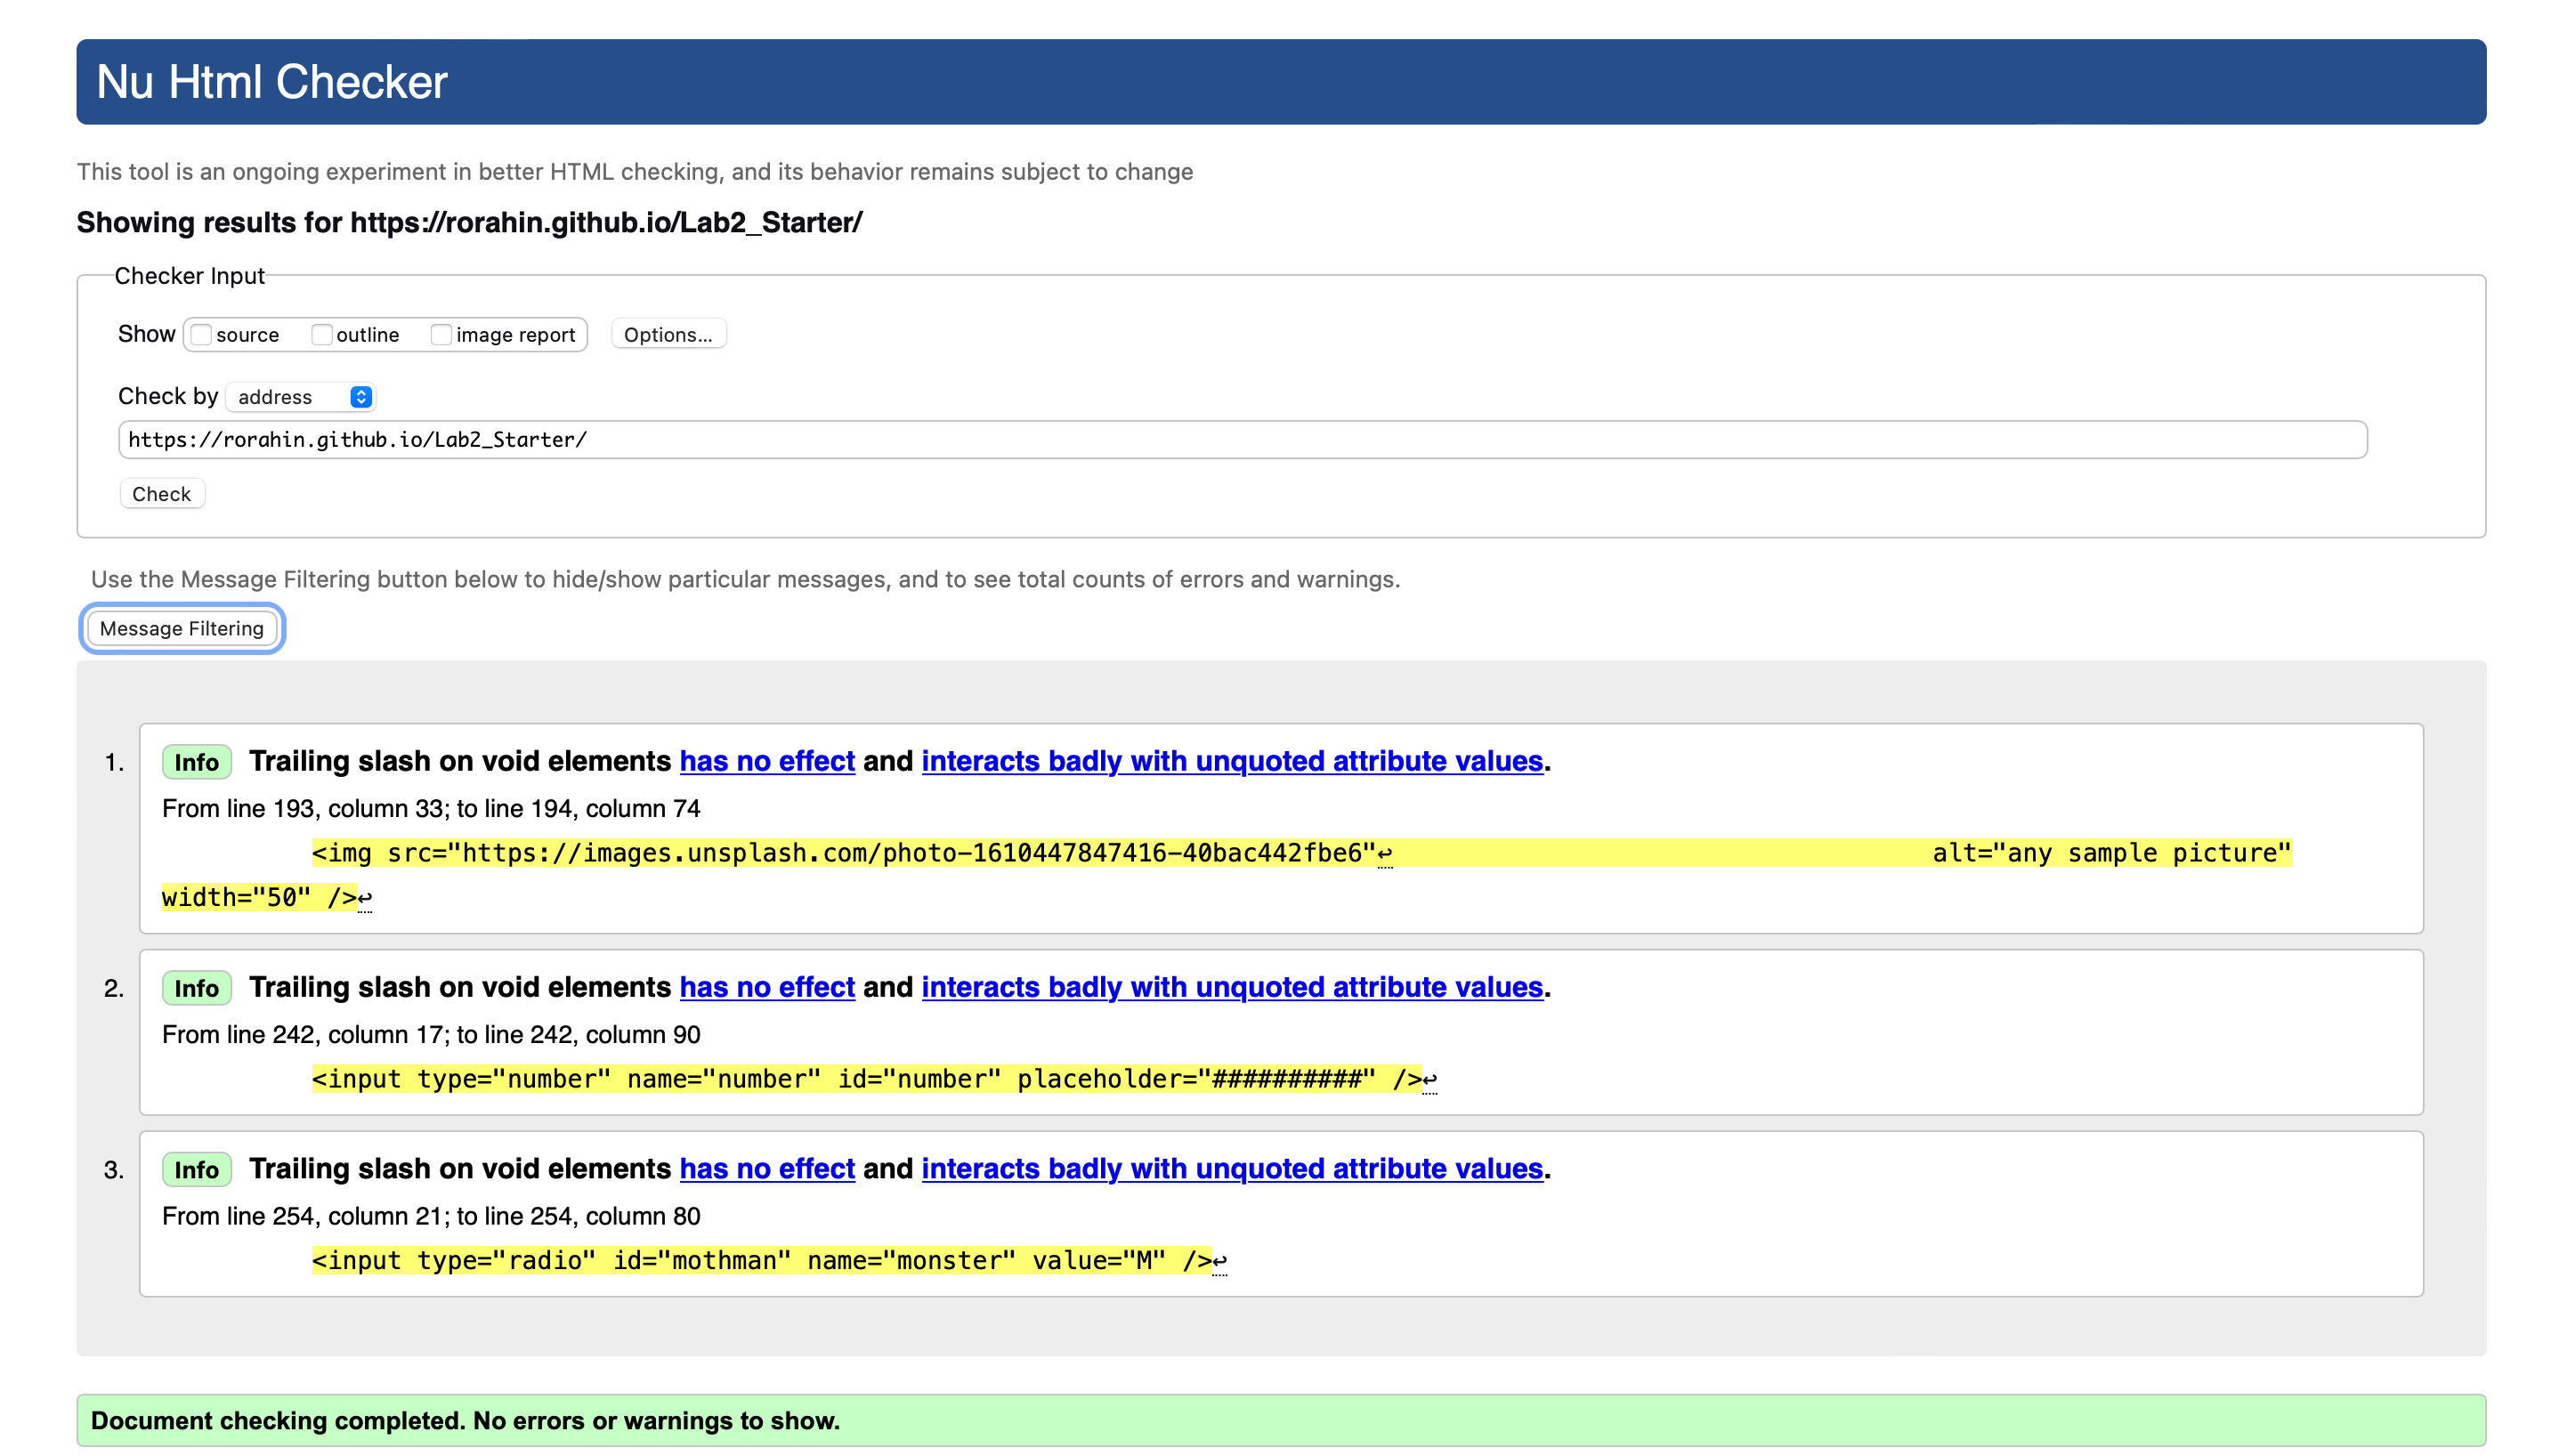 Nu Html Checker
This tool is an ongoing experiment in better HTML checking, and its behavior remains subject to change
Showing results for https://rorahin.github.io/Lab2_Starter/
Checker Input
Show source outline image report Options...
Check by address
https://rorahin.github.io/Lab2_Starter/
Check
Use the Message Filtering button below to hide/show particular messages, and to see total counts of errors and warnings.
Message Filtering
1. Info Trailing slash on void elements has no effect and interacts badly with unquoted attribute values.
From line 193, column 33; to line 194, column 74
<img src="https://images.unsplash.com/photo-1610447847416-40bac442fbe6"↩ alt="any sample picture"
width="50" />↩
2. Info Trailing slash on void elements has no effect and interacts badly with unquoted attribute values.
From line 242, column 17; to line 242, column 90
<input type="number" name="number" id="number" placeholder="##########" />↩
3. Info Trailing slash on void elements has no effect and interacts badly with unquoted attribute values.
From line 254, column 21; to line 254, column 80
<input type="radio" id="mothman" name="monster" value="M" />↩
Document checking completed. No errors or warnings to show.